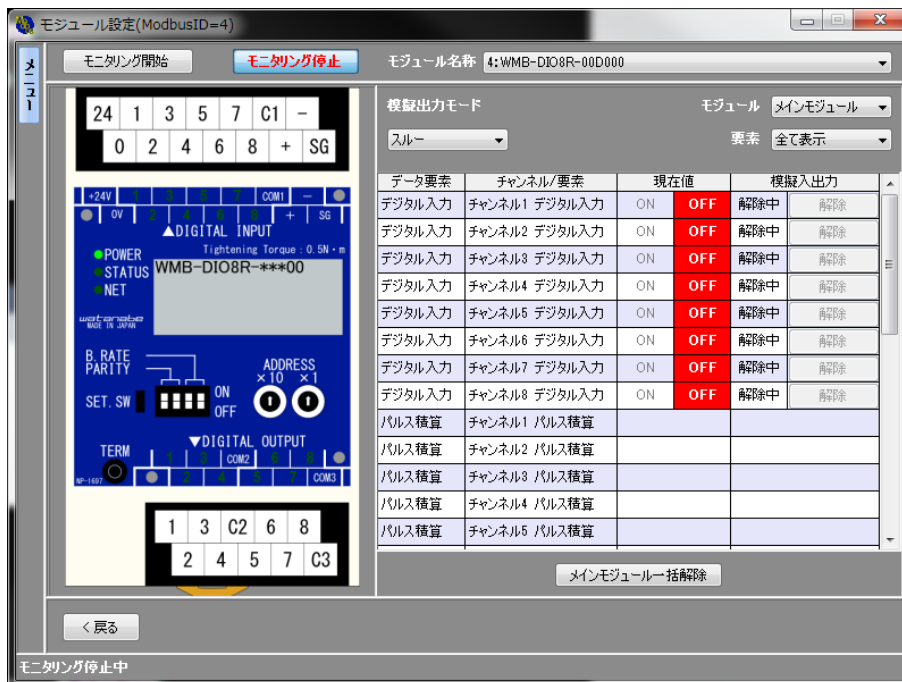 モジュール設定(ModbusID=4)
メニュー
モニタリング開始
モニタリング停止
モジュール名称
4:WMB-DIO8R-00D000
模擬出力モード
モジュール
メインモジュール
スルー
要素
全て表示
24 1 3 5 7 C1 -
0 2 4 6 8 + SG
+24V 1 3 5 7 COM1 -
0V 2 4 6 8 + SG
▲DIGITAL INPUT
Tightening Torque : 0.5N・m
POWER
STATUS
NET
WMB-DIO8R-***00
watanabe
MADE IN JAPAN
B.RATE
PARITY
ADDRESS
×10 ×1
SET.SW
ON
OFF
TERM
▼DIGITAL OUTPUT
1 3 COM2 6 8
NP-1697
2 4 5 7 COM3
1 3 C2 6 8
2 4 5 7 C3
データ要素 チャンネル/要素 現在値 模擬入出力
デジタル入力 チャンネル1 デジタル入力 ON OFF 解除中 解除
デジタル入力 チャンネル2 デジタル入力 ON OFF 解除中 解除
デジタル入力 チャンネル3 デジタル入力 ON OFF 解除中 解除
デジタル入力 チャンネル4 デジタル入力 ON OFF 解除中 解除
デジタル入力 チャンネル5 デジタル入力 ON OFF 解除中 解除
デジタル入力 チャンネル6 デジタル入力 ON OFF 解除中 解除
デジタル入力 チャンネル7 デジタル入力 ON OFF 解除中 解除
デジタル入力 チャンネル8 デジタル入力 ON OFF 解除中 解除
パルス積算 チャンネル1 パルス積算
パルス積算 チャンネル2 パルス積算
パルス積算 チャンネル3 パルス積算
パルス積算 チャンネル4 パルス積算
パルス積算 チャンネル5 パルス積算
メインモジュール一括解除
<戻る
モニタリング停止中